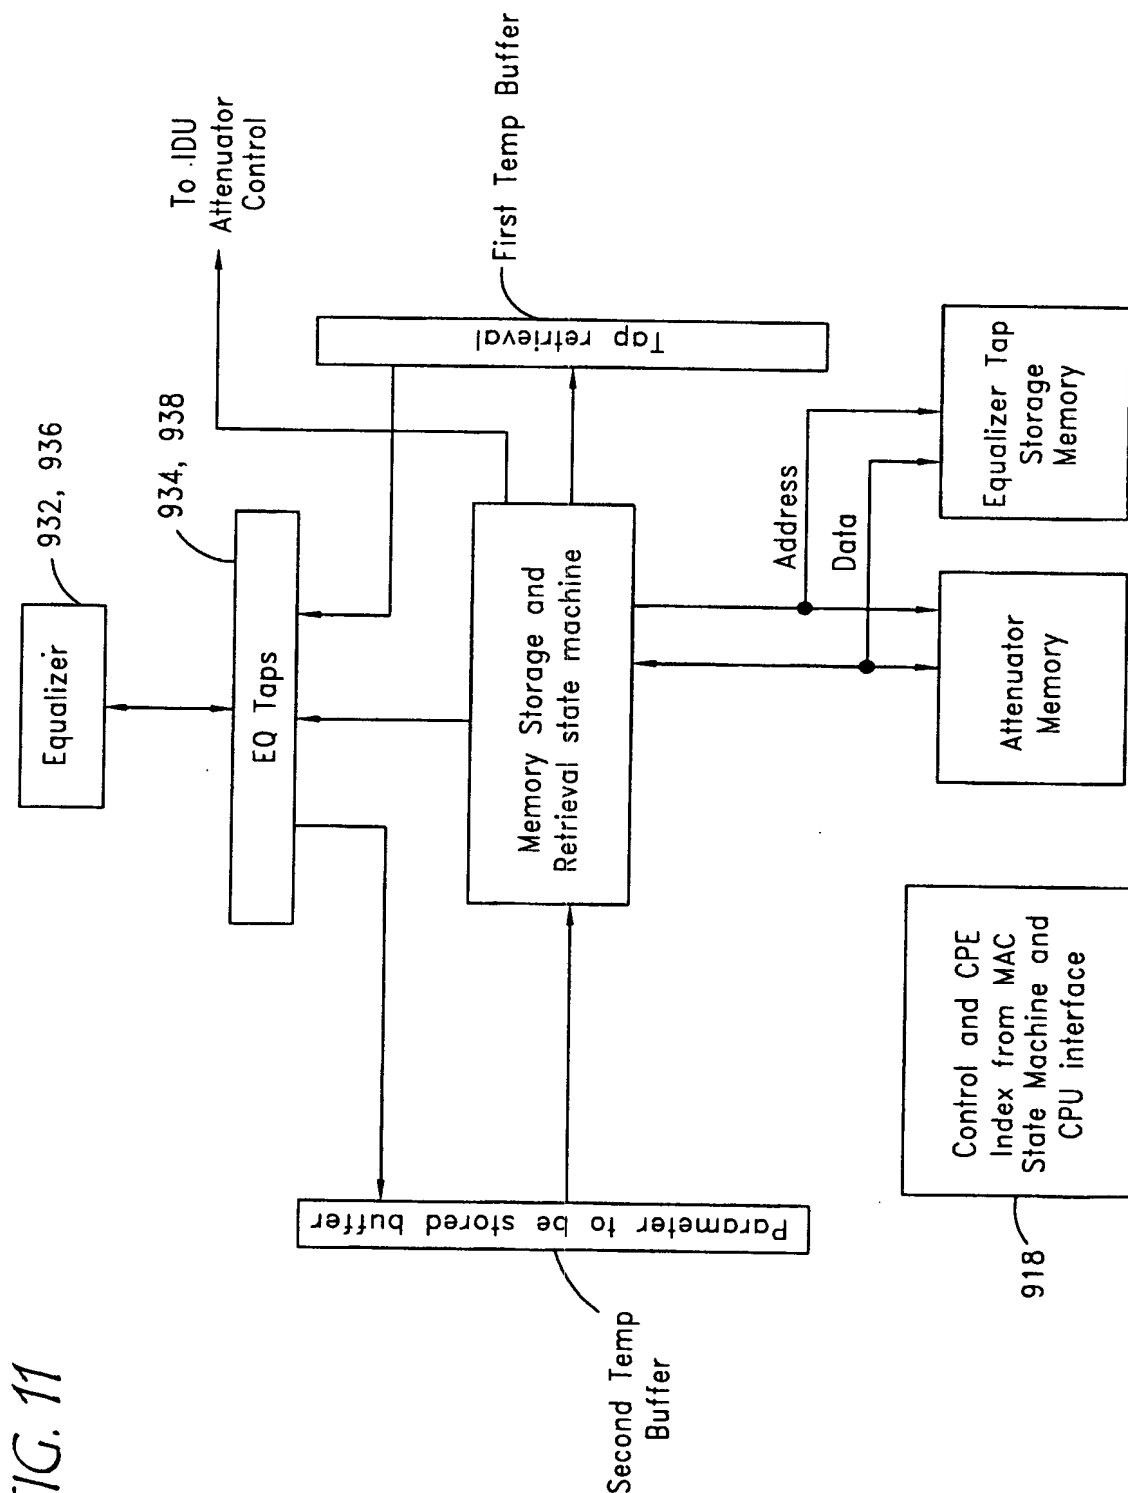 FIG. 11
Equalizer
932, 936
EQ Taps
934, 938
To IDU
Attenuator
Control
Parameter to be stored buffer
Second Temp
Buffer
Memory Storage and
Retrieval state machine
Tap retrieval
First Temp Buffer
Address
Data
Control and CPE
Index from MAC
State Machine and
CPU interface
918
Attenuator
Memory
Equalizer Tap
Storage
Memory